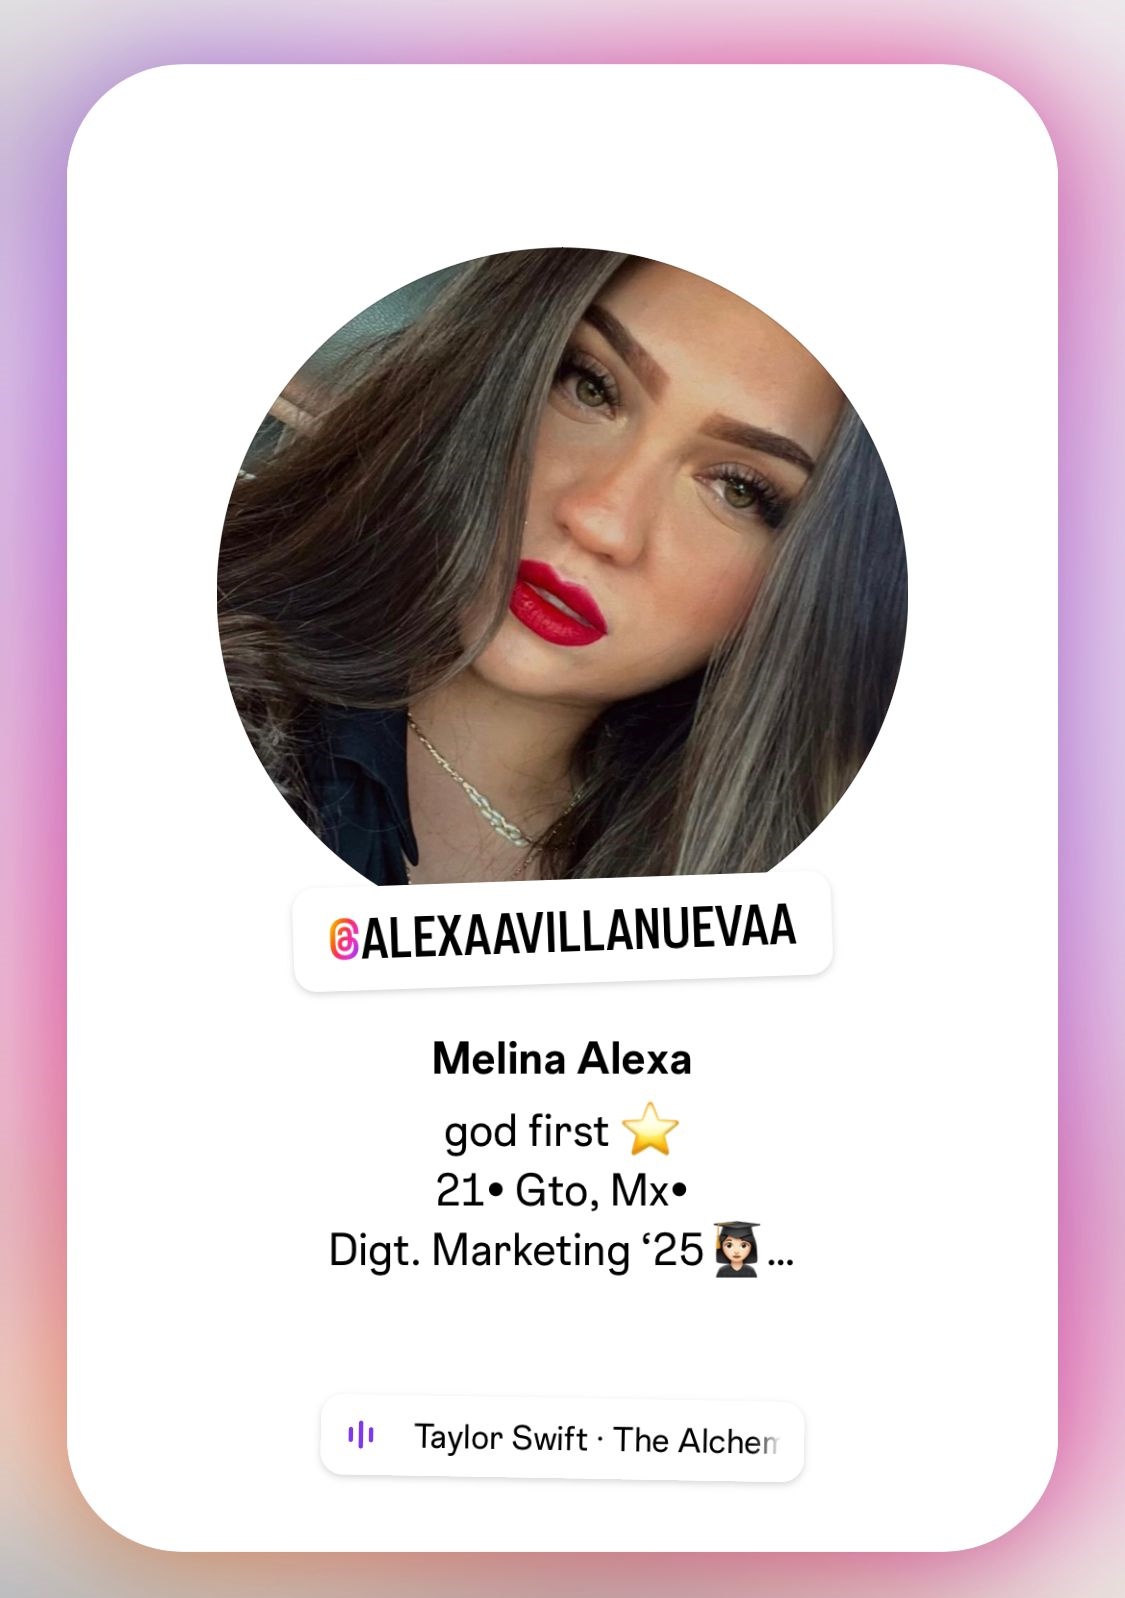 @ALEXAAVILLANUEVAA
Melina Alexa
god first ⭐
21• Gto, Mx•
Digt. Marketing ‘25 👩🏻‍🎓...
Taylor Swift · The Alchem